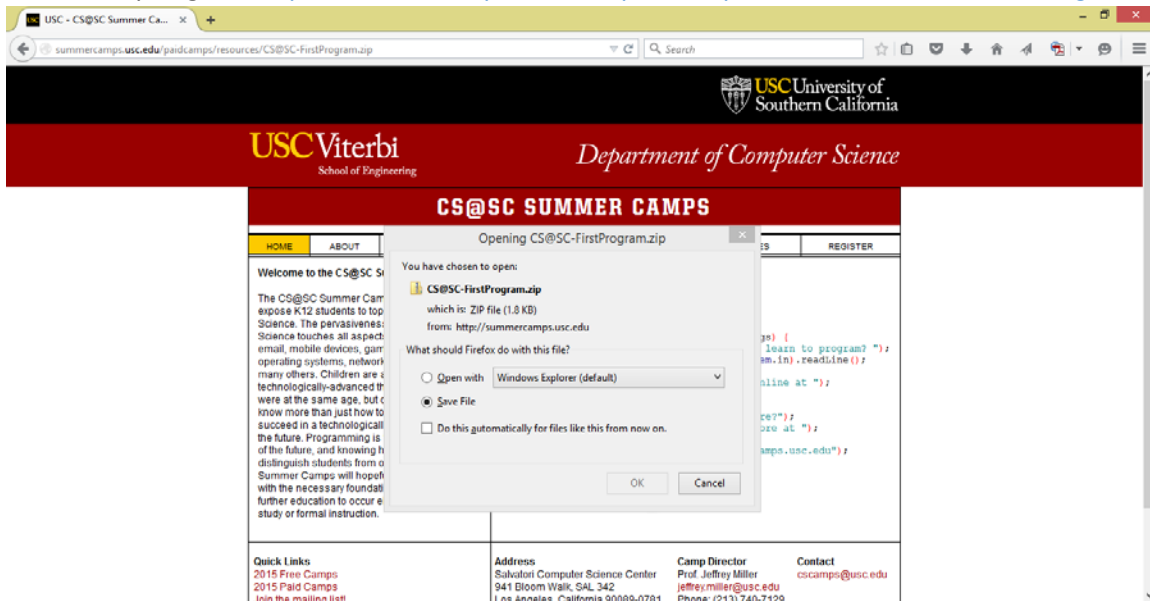 USC - CS@SC Summer Ca...
summercamps.usc.edu/paidcamps/resources/CS@SC-FirstProgram.zip
Search
USC University of
Southern California
USC Viterbi
School of Engineering
Department of Computer Science
CS@SC SUMMER CAMPS
HOME
ABOUT
REGISTER
Opening CS@SC-FirstProgram.zip
You have chosen to open:
CS@SC-FirstProgram.zip
which is: ZIP file (1.8 KB)
from: http://summercamps.usc.edu
What should Firefox do with this file?
Open with Windows Explorer (default)
Save File
Do this automatically for files like this from now on.
OK
Cancel
Welcome to the CS@SC S
The CS@SC Summer Cam
expose K12 students to top
Science. The pervasivenes
Science touches all aspect
email, mobile devices, gam
operating systems, network
many others. Children are a
technologically-advanced th
were at the same age, but
know more than just how to
succeed in a technological
the future. Programming is
of the future, and knowing h
distinguish students from o
Summer Camps will hopef
with the necessary foundati
further education to occur e
study or formal instruction.
gs) {
learn to program? ");
em.in).readLine();
nline at ");
re?");
ore at ");
amps.usc.edu");
Quick Links
2015 Free Camps
2015 Paid Camps
Join the mailing list!
Address
Salvatori Computer Science Center
941 Bloom Walk, SAL 342
Los Angeles, California 90089-0781
Camp Director
Prof. Jeffrey Miller
jeffrey.miller@usc.edu
Phone: (213) 740-7129
Contact
cscamps@usc.edu